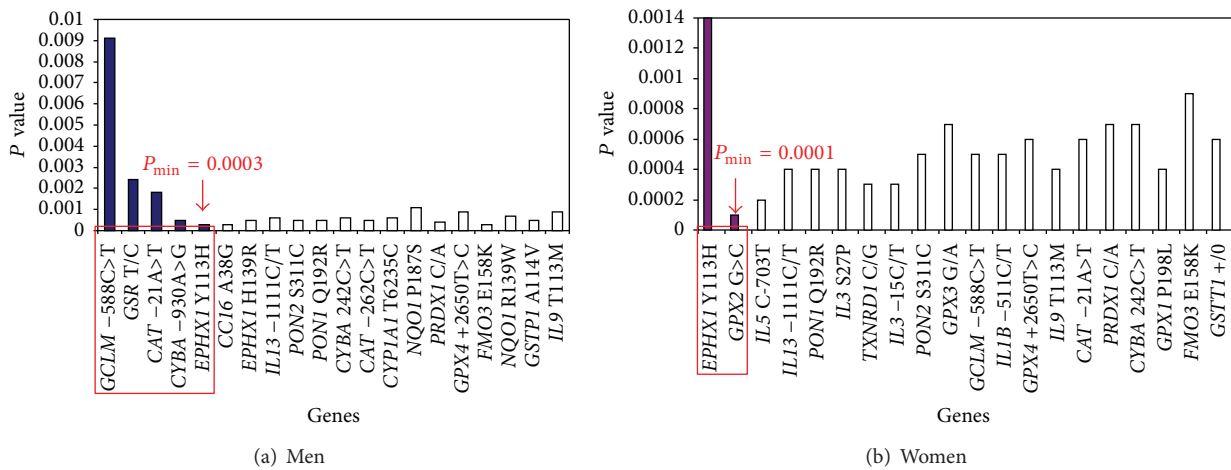 0.01
0.009
0.008
0.007
0.006
0.005
0.004
0.003
0.002
0.001
0
P value
P min = 0.0003
GCLM −588C>T
GSR T/C
CAT −21A>T
CYBA −930A>G
EPHX1 Y113H
CC16 A38G
EPHX1 H139R
IL13 −1111C/T
PON2 S311C
PON1 Q192R
CYBA 242C>T
CAT −262C>T
CYP1A1 T6235C
NQO1 P187S
PRDX1 C/A
GPX4 +2650T>C
FMO3 E158K
NQO1 R139W
GSTP1 A114V
IL9 T113M
Genes
(a) Men
0.0014
0.0012
0.001
0.0008
0.0006
0.0004
0.0002
0
P value
P min = 0.0001
EPHX1 Y113H
GPX2 G>C
IL5 C-703T
IL13 −1111C/T
PON1 Q192R
IL3 S27P
TXNRD1 C/G
IL3 −15C/T
PON2 S311C
GPX3 G/A
GCLM −588C>T
IL1B −511C/T
GPX4 +2650T>C
IL9 T113M
CAT −21A>T
PRDX1 C/A
CYBA 242C>T
GPX1 P198L
FMO3 E158K
GSTT1 +/0
Genes
(b) Women